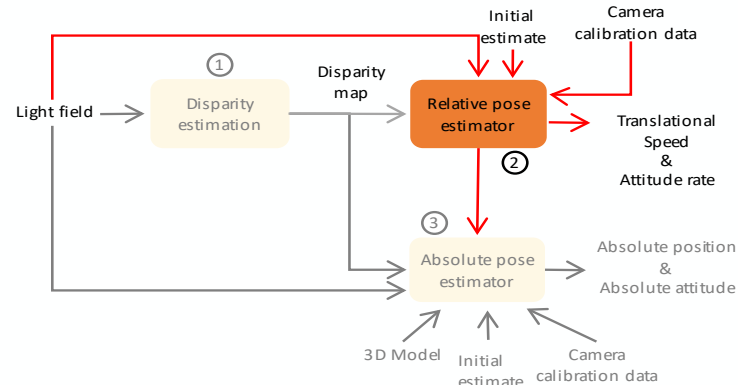 Initial
estimate
Camera
calibration data
1
Disparity
map
Light field
Disparity
estimation
Relative pose
estimator
Translational
Speed
&
Attitude rate
2
3
Absolute pose
estimator
Absolute position
&
Absolute attitude
3D Model
Initial
estimate
Camera
calibration data